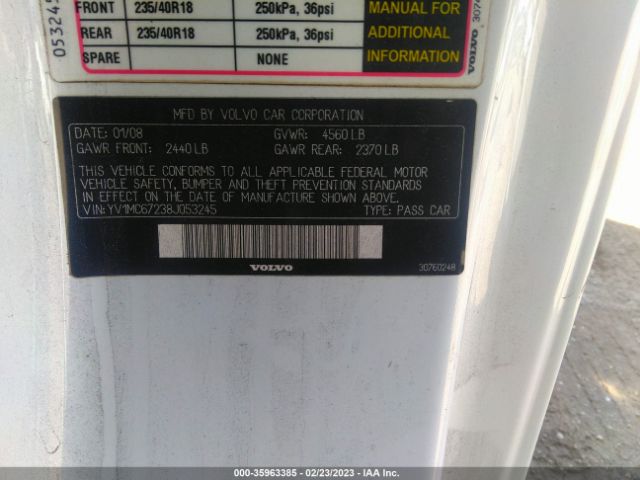 053245
FRONT 235/40R18 250kPa, 36psi
REAR 235/40R18 250kPa, 36psi
SPARE NONE
MANUAL FOR
ADDITIONAL
INFORMATION
VOLVO
MFD BY VOLVO CAR CORPORATION
DATE: 01/08 GVWR: 4560 LB
GAWR FRONT: 2440 LB GAWR REAR: 2370 LB
THIS VEHICLE CONFORMS TO ALL APPLICABLE FEDERAL MOTOR
VEHICLE SAFETY, BUMPER AND THEFT PREVENTION STANDARDS
IN EFFECT ON THE DATE OF MANUFACTURE SHOWN ABOVE.
VIN: YV1MC67238J053245 TYPE: PASS CAR
VOLVO 30760248
000-35963385 - 02/23/2023 - IAA Inc.